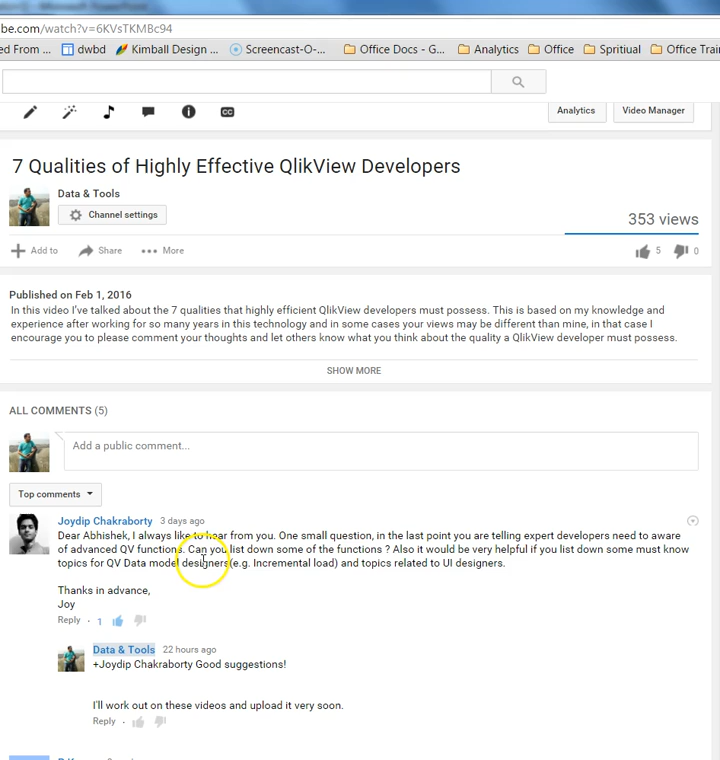 be.com/watch?v=6KVsTKMBc94
ed From ... dwbd Kimball Design ... Screencast-O-... Office Docs - G... Analytics Office Spritiual Office Trai
Analytics Video Manager
7 Qualities of Highly Effective QlikView Developers
Data & Tools
Channel settings
353 views
Add to Share More 5 0
Published on Feb 1, 2016
In this video I've talked about the 7 qualities that highly efficient QlikView developers must possess. This is based on my knowledge and
experience after working for so many years in this technology and in some cases your views may be different than mine, in that case I
encourage you to please comment your thoughts and let others know what you think about the quality a QlikView developer must possess.
SHOW MORE
ALL COMMENTS (5)
Add a public comment...
Top comments
Joydip Chakraborty 3 days ago
Dear Abhishek, I always like to hear from you. One small question, in the last point you are telling expert developers need to aware
of advanced QV functions. Can you list down some of the functions ? Also it would be very helpful if you list down some must know
topics for QV Data model designers(e.g. Incremental load) and topics related to UI designers.
Thanks in advance,
Joy
Reply · 1
Data & Tools 22 hours ago
+Joydip Chakraborty Good suggestions!
I'll work out on these videos and upload it very soon.
Reply ·